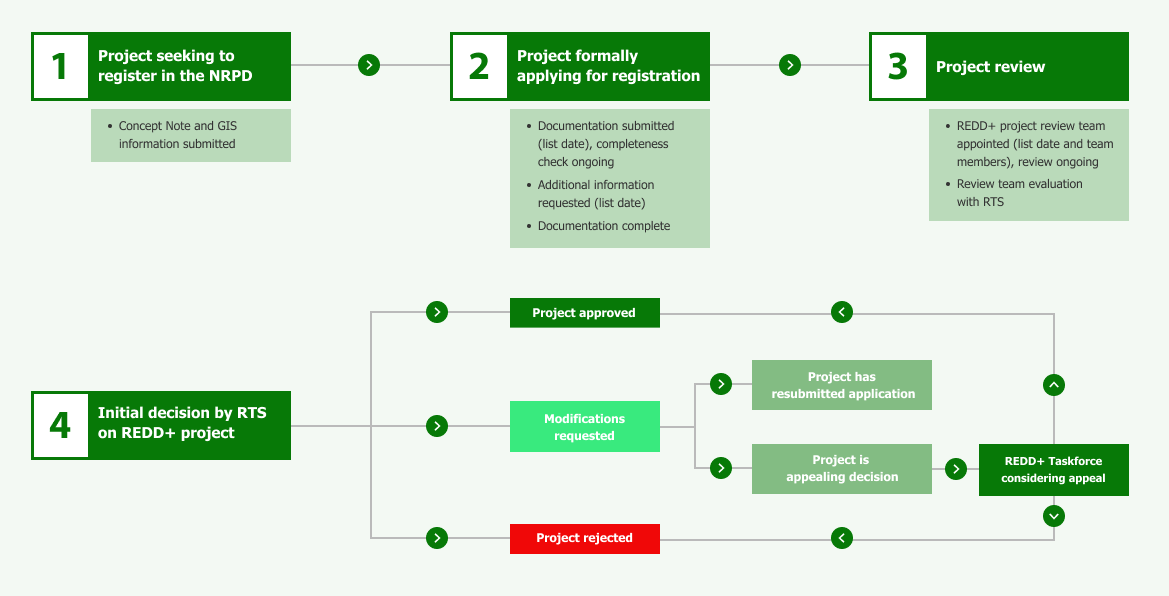 1
Project seeking to
register in the NRPD
• Concept Note and GIS
information submitted
2
Project formally
applying for registration
• Documentation submitted
(list date), completeness
check ongoing
• Additional information
requested (list date)
• Documentation complete
3
Project review
• REDD+ project review team
appointed (list date and team
members), review ongoing
• Review team evaluation
with RTS
4
Initial decision by RTS
on REDD+ project
Project approved
Modifications
requested
Project has
resubmitted application
Project is
appealing decision
REDD+ Taskforce
considering appeal
Project rejected